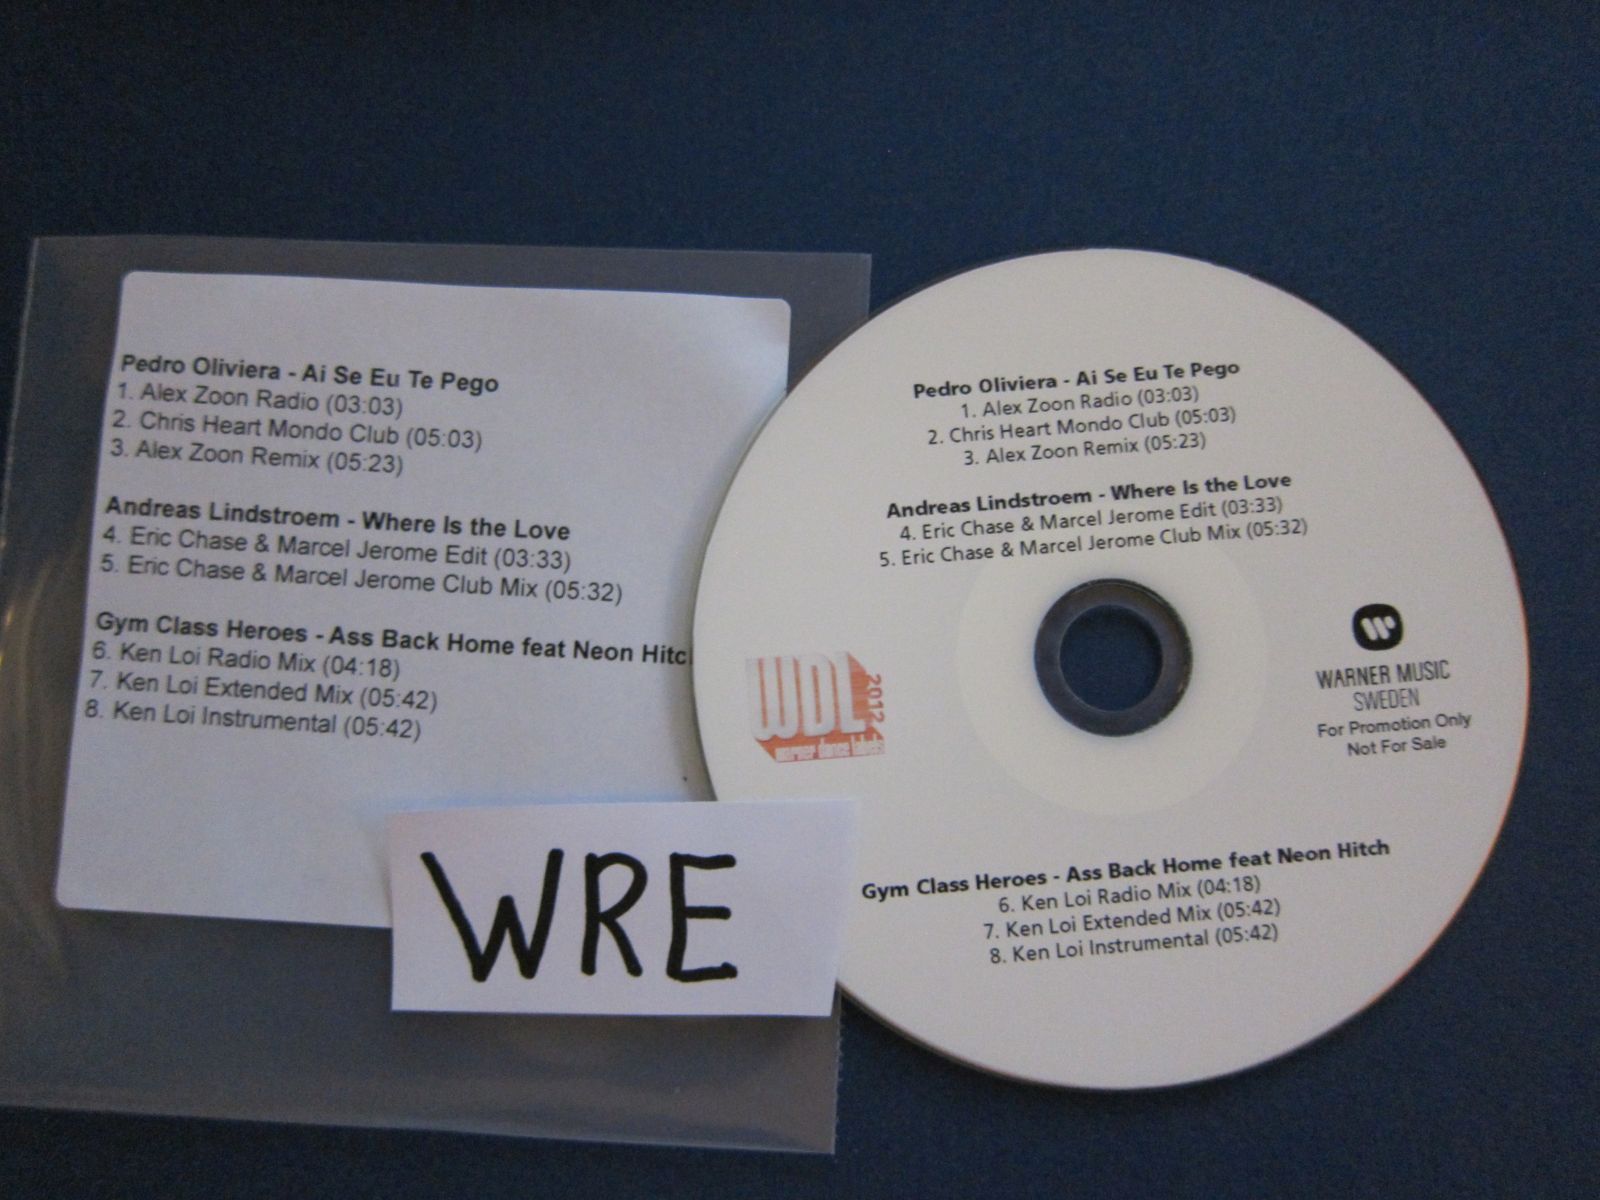 Pedro Oliviera - Ai Se Eu Te Pego
1. Alex Zoon Radio (03:03)
2. Chris Heart Mondo Club (05:03)
3. Alex Zoon Remix (05:23)
Andreas Lindstroem - Where Is the Love
4. Eric Chase & Marcel Jerome Edit (03:33)
5. Eric Chase & Marcel Jerome Club Mix (05:32)
Gym Class Heroes - Ass Back Home feat Neon Hitc
6. Ken Loi Radio Mix (04:18)
7. Ken Loi Extended Mix (05:42)
8. Ken Loi Instrumental (05:42)
WRE
Pedro Oliviera - Ai Se Eu Te Pego
1. Alex Zoon Radio (03:03)
2. Chris Heart Mondo Club (05:03)
3. Alex Zoon Remix (05:23)
Andreas Lindstroem - Where Is the Love
4. Eric Chase & Marcel Jerome Edit (03:33)
5. Eric Chase & Marcel Jerome Club Mix (05:32)
WDL 2012
warner dance labels
WARNER MUSIC
SWEDEN
For Promotion Only
Not For Sale
Gym Class Heroes - Ass Back Home feat Neon Hitch
6. Ken Loi Radio Mix (04:18)
7. Ken Loi Extended Mix (05:42)
8. Ken Loi Instrumental (05:42)